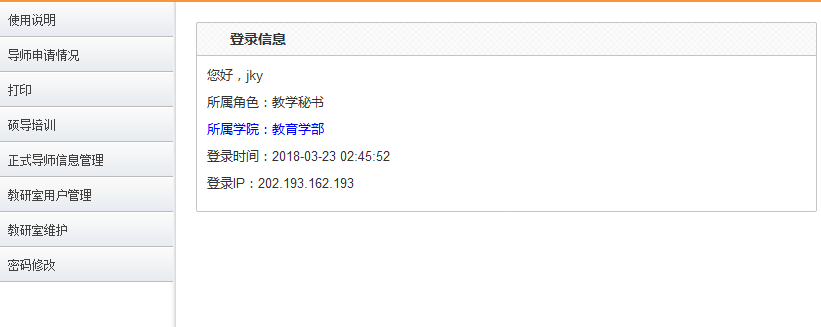 使用说明
导师申请情况
打印
硕导培训
正式导师信息管理
教研室用户管理
教研室维护
密码修改
登录信息
您好，jky
所属角色：教学秘书
所属学院：教育学部
登录时间：2018-03-23 02:45:52
登录IP：202.193.162.193